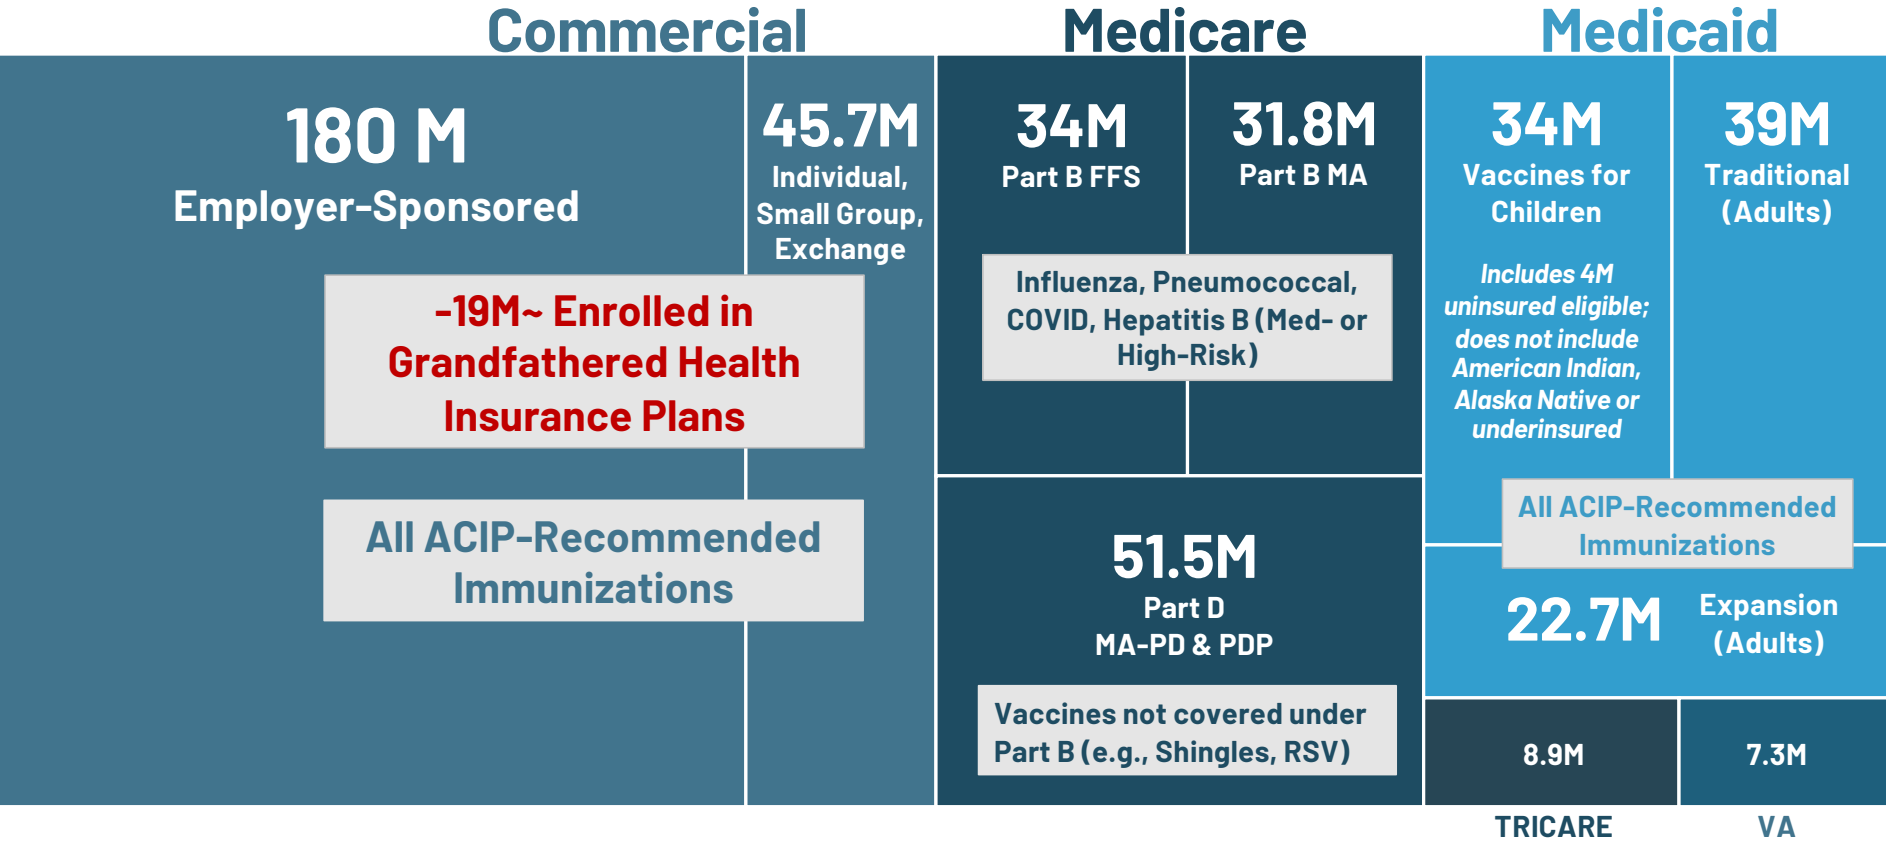 Commercial
Medicare
Medicaid
180 M
Employer-Sponsored
45.7M
Individual,
Small Group,
Exchange
-19M~ Enrolled in
Grandfathered Health
Insurance Plans
All ACIP-Recommended
Immunizations
34M
Part B FFS
31.8M
Part B MA
Influenza, Pneumococcal,
COVID, Hepatitis B (Med- or
High-Risk)
51.5M
Part D
MA-PD & PDP
Vaccines not covered under
Part B (e.g., Shingles, RSV)
34M
Vaccines for
Children
Includes 4M
uninsured eligible;
does not include
American Indian,
Alaska Native or
underinsured
39M
Traditional
(Adults)
All ACIP-Recommended
Immunizations
22.7M
Expansion
(Adults)
8.9M
7.3M
TRICARE
VA